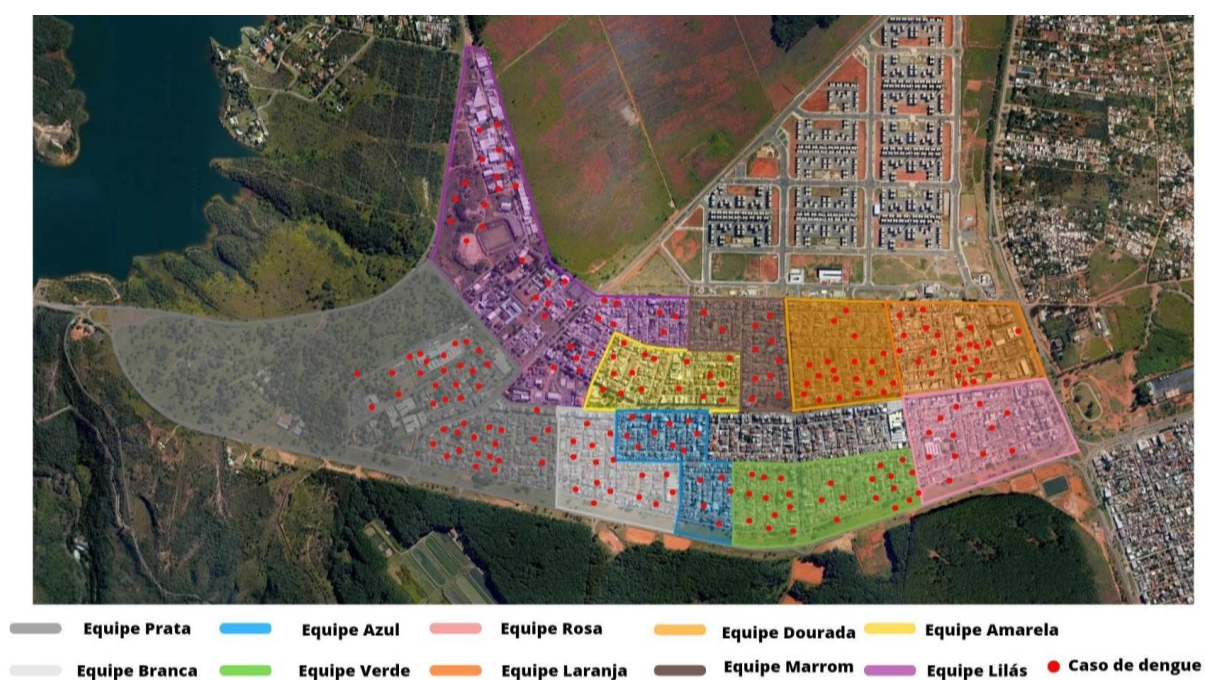 Equipe Prata
Equipe Azul
Equipe Rosa
Equipe Dourada
Equipe Amarela
Equipe Branca
Equipe Verde
Equipe Laranja
Equipe Marrom
Equipe Lilás
Caso de dengue